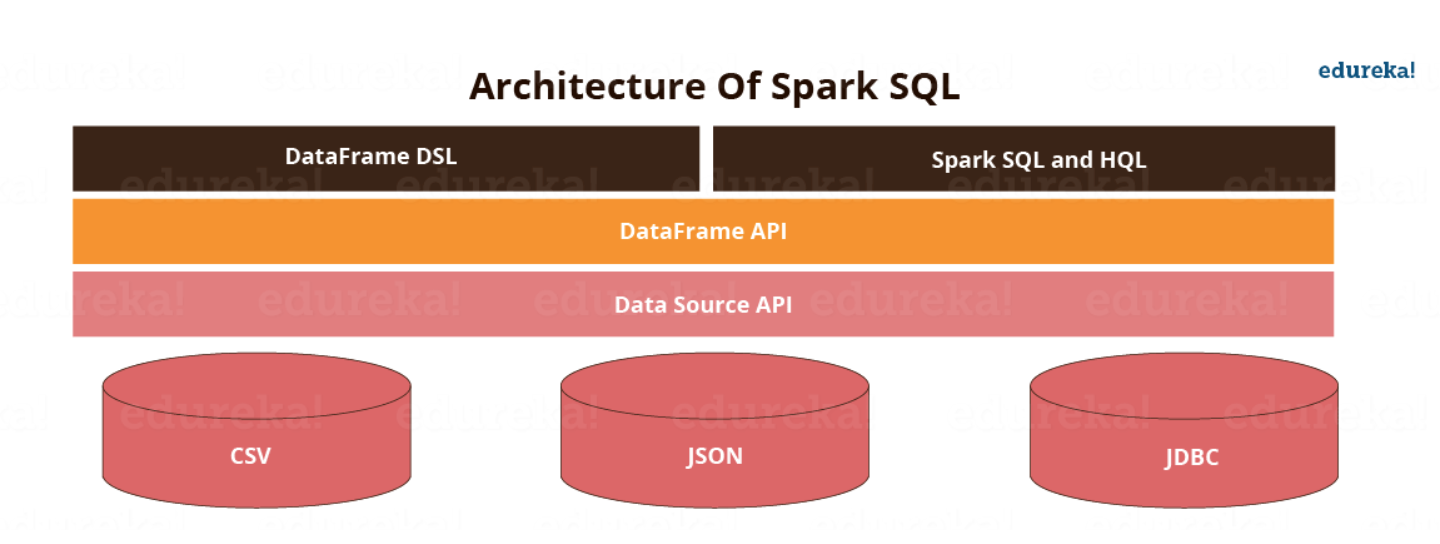 edureka!
Architecture Of Spark SQL
DataFrame DSL
Spark SQL and HQL
DataFrame API
Data Source API
CSV
JSON
JDBC